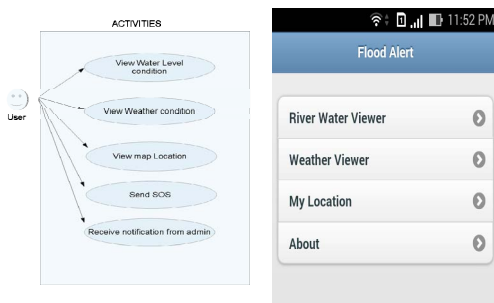 ACTIVITIES
View Water Level
condition
View Weather condition
User
View map Location
Send SOS
Receive notification from admin
1 11:52 PM
Flood Alert
River Water Viewer
Weather Viewer
My Location
About